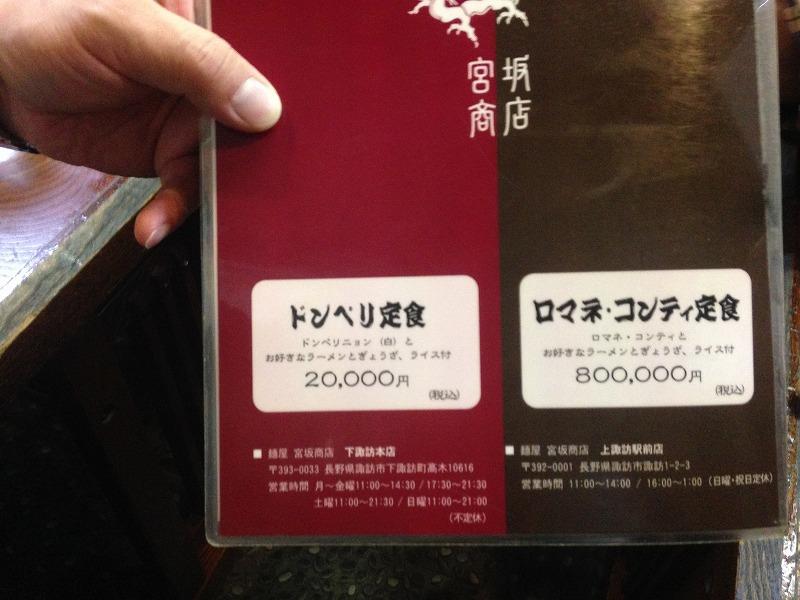 宮坂
商店
ドンペリ定食
ドンペリニョン（白）と
お好きなラーメンとぎょうざ、ライス付
20,000円
(税込)
ロマネ・コンティ定食
ロマネ・コンティと
お好きなラーメンとぎょうざ、ライス付
800,000円
(税込)
■ 麺屋 宮坂商店 下諏訪本店
〒393-0033 長野県諏訪市下諏訪町高木10616
営業時間 月〜金曜11:00〜14:30 / 17:30〜21:30
土曜11:00〜21:30 / 日曜11:00〜21:00
(不定休)
■ 麺屋 宮坂商店 上諏訪駅前店
〒392-0001 長野県諏訪市諏訪1-2-3
営業時間 11:00〜14:00 / 16:00〜1:00（日曜・祝日定休）